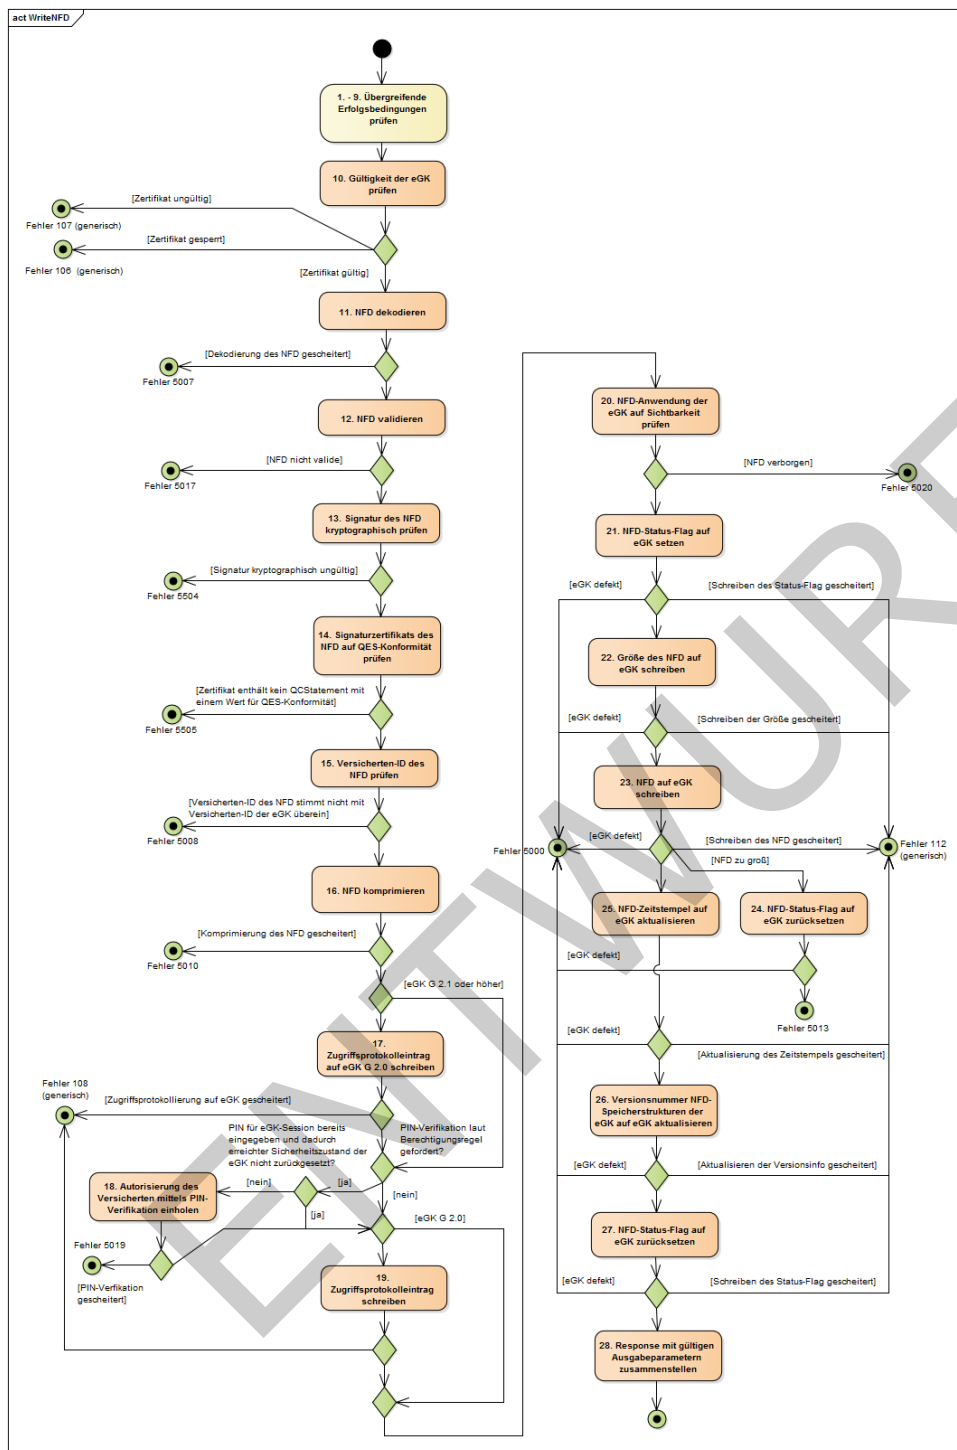 act WriteNFD
1. - 9. Übergreifende
Erfolgsbedingungen
prüfen
10. Gültigkeit der eGK
prüfen
[Zertifikat ungültig]
Fehler 107 (generisch)
[Zertifikat gesperrt]
Fehler 106 (generisch)
[Zertifikat gültig]
11. NFD dekodieren
[Dekodierung des NFD gescheitert]
Fehler 5007
12. NFD validieren
[NFD nicht valide]
Fehler 5017
13. Signatur des NFD
kryptographisch prüfen
[Signatur kryptographisch ungültig]
Fehler 5504
14. Signaturzertifikats des
NFD auf QES-Konformität
prüfen
[Zertifikat enthält kein QCStatement mit
einem Wert für QES-Konformität]
Fehler 5505
15. Versicherten-ID des
NFD prüfen
[Versicherten-ID des NFD stimmt nicht mit
Versicherten-ID der eGK überein]
Fehler 5008
16. NFD komprimieren
[Komprimierung des NFD gescheitert]
Fehler 5010
[eGK G 2.1 oder höher]
17.
Zugriffsprotokolleintrag
auf eGK G 2.0 schreiben
Fehler 108
(generisch)
[Zugriffsprotokollierung auf eGK gescheitert]
PIN für eGK-Session bereits
eingegeben und dadurch
erreichter Sicherheitszustand der
eGK nicht zurückgesetzt?
PIN-Verifikation laut
Berechtigungsregel
gefordert?
[nein]
[ja]
[nein]
18. Autorisierung des
Versicherten mittels PIN-
Verifikation einholen
[ja]
[eGK G 2.0]
Fehler 5019
[PIN-Verfikation
gescheitert]
19.
Zugriffsprotokolleintrag
schreiben
20. NFD-Anwendung der
eGK auf Sichtbarkeit
prüfen
[NFD verborgen]
Fehler 5020
21. NFD-Status-Flag auf
eGK setzen
[eGK defekt]
[Schreiben des Status-Flag gescheitert]
22. Größe des NFD auf
eGK schreiben
[eGK defekt]
[Schreiben der Größe gescheitert]
23. NFD auf eGK
schreiben
[eGK defekt]
[Schreiben des NFD gescheitert]
Fehler 5000
Fehler 112
(generisch)
[NFD zu groß]
25. NFD-Zeitstempel auf
eGK aktualisieren
24. NFD-Status-Flag auf
eGK zurücksetzen
[eGK defekt]
Fehler 5013
[eGK defekt]
[Aktualisierung des Zeitstempels gescheitert]
26. Versionsnummer NFD-
Speicherstrukturen der
eGK auf eGK aktualisieren
[eGK defekt]
[Aktualisieren der Versionsinfo gescheitert]
27. NFD-Status-Flag auf
eGK zurücksetzen
[eGK defekt]
[Schreiben des Status-Flag gescheitert]
28. Response mit gültigen
Ausgabeparametern
zusammenstellen